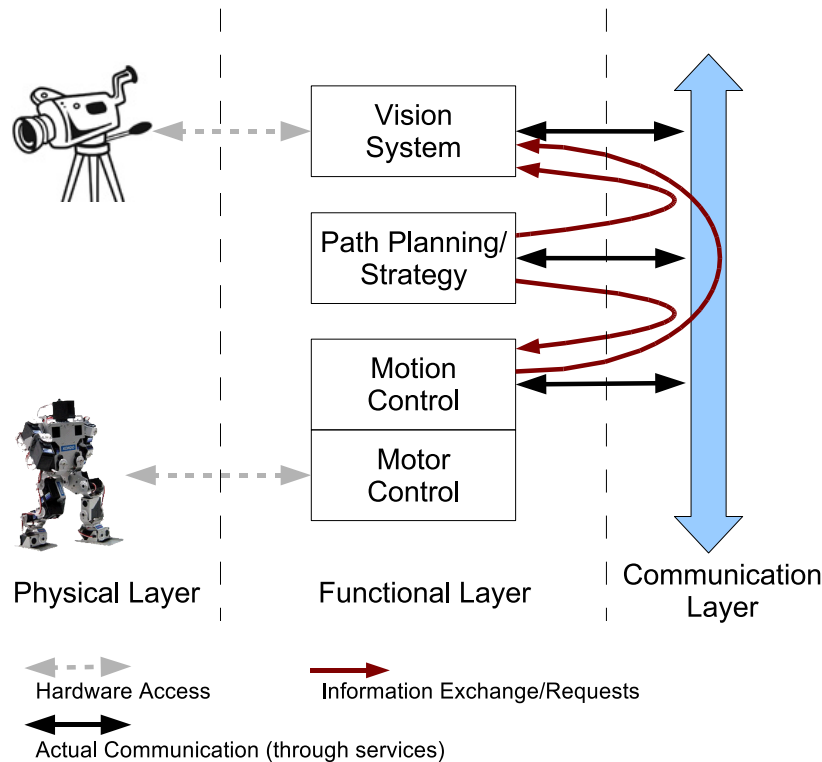 Vision
System
Path Planning/
Strategy
Motion
Control
Motor
Control
Physical Layer
Functional Layer
Communication
Layer
Hardware Access
Information Exchange/Requests
Actual Communication (through services)